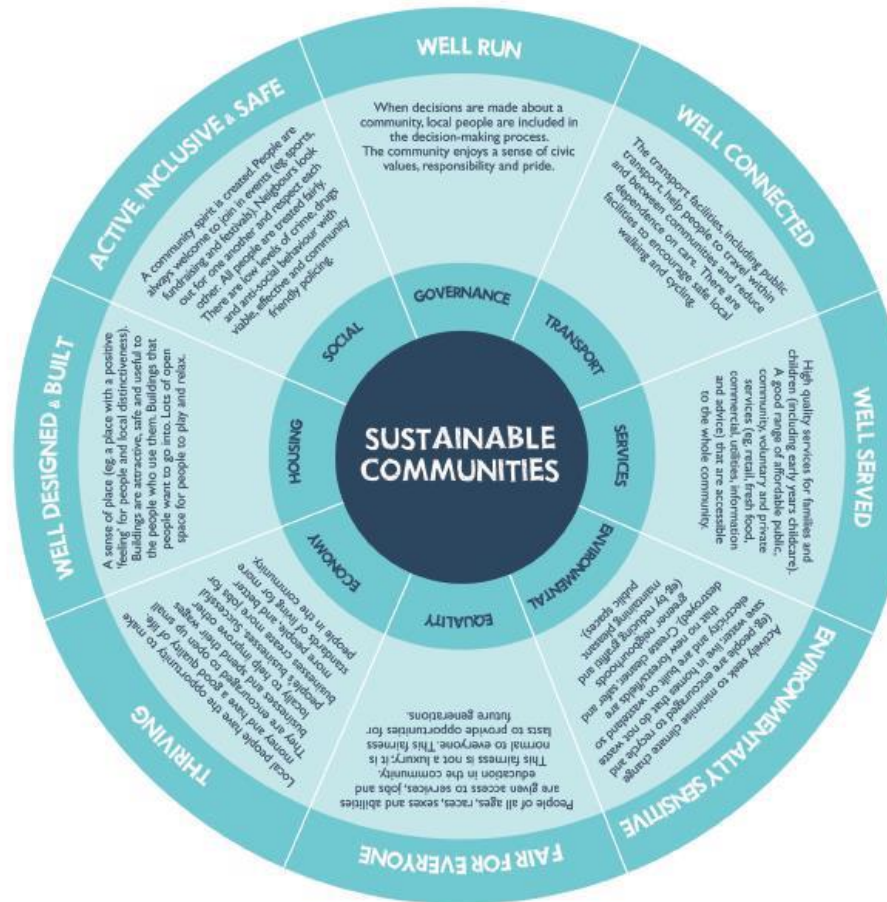 SUSTAINABLE
COMMUNITIES
WELL RUN
GOVERNANCE
When decisions are made about a
community, local people are included in
the decision-making process.
The community enjoys a sense of civic
values, responsibility and pride.
WELL CONNECTED
TRANSPORT
The transport facilities, including public
transport, help people to travel within
and between communities and reduce
dependence on cars. There are
facilities to encourage safe local
walking and cycling.
WELL SERVED
SERVICES
High quality services for families and
children (including early years childcare).
A good range of affordable public,
community, voluntary and private
services (eg. retail, fresh food,
commercial, utilities, information
and advice) that are accessible
to the whole community.
ENVIRONMENTALLY SENSITIVE
ENVIRONMENTAL
Actively seek to minimise climate change
(eg. people are encouraged to recycle and
save water, live in homes that do not waste
electricity and are built on wasteland so
that no new forests/fields are
destroyed). Create cleaner, safer and
greener neigbourhoods
(eg. by reducing graffiti and
maintaining pleasant
public spaces).
FAIR FOR EVERYONE
EQUALITY
People of all ages, races, sexes and abilities
are given access to services, jobs and
education in the community.
This fairness is not a luxury; it is
normal to everyone. This fairness
lasts to provide opportunities for
future generations.
THRIVING
ECONOMY
Local people have the opportunity to make
money and have a good quality of life.
They are encouraged to open up small
businesses and spend their wages
locally to help improve other
people's businesses. Successful
businesses create more jobs for
more people, and better
standards of living for more
people in the community.
WELL DESIGNED & BUILT
HOUSING
A sense of place (eg. a place with a positive
'feeling' for people and local distinctiveness).
Buildings are attractive, safe and useful to
the people who use them. Buildings that
people want to go into. Lots of open
space for people to play and relax.
ACTIVE INCLUSIVE & SAFE
SOCIAL
A community spirit is created. People are
always welcome to join in events (eg. sports,
fundraising and festivals). Neigbours look
out for one another and respect each
other. All people are treated fairly.
There are low levels of crime, drugs
and anti-social behaviour with
viable, effective and community
friendly policing.